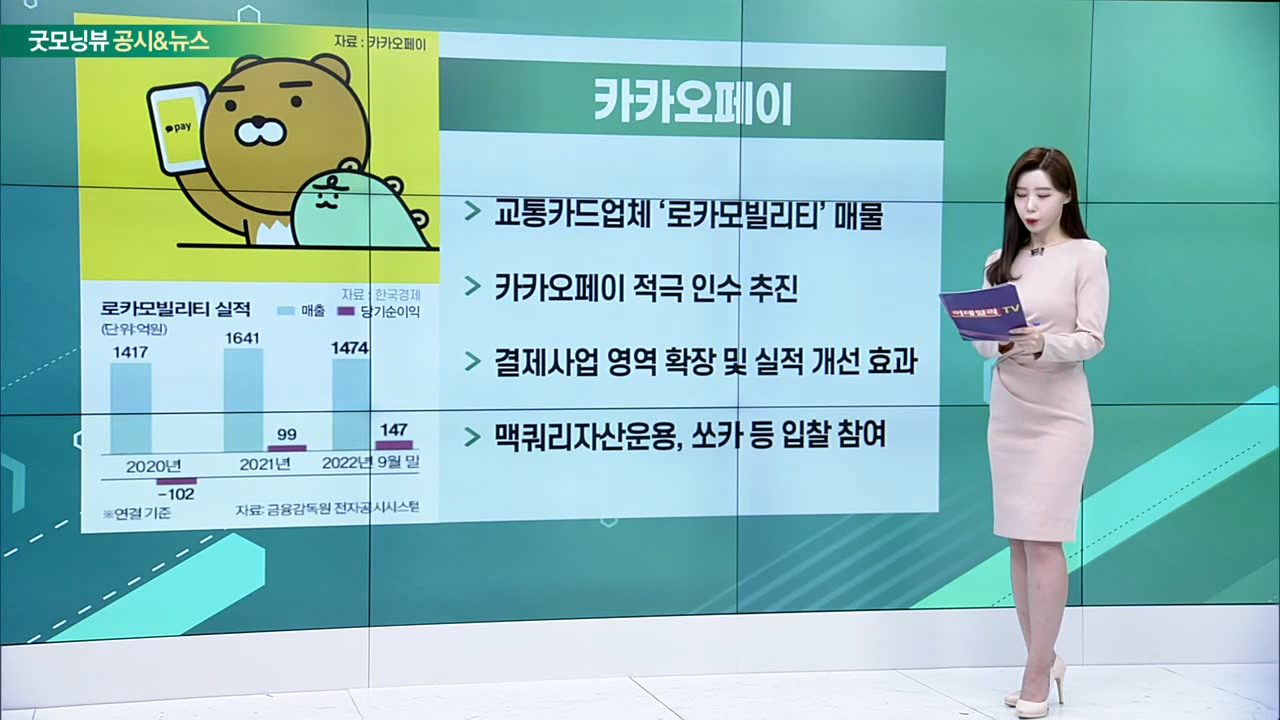 굿모닝뷰 공시&뉴스
자료 : 카카오페이
pay
카카오페이
> 교통카드업체 ‘로카모빌리티’ 매물
> 카카오페이 적극 인수 추진
> 결제사업 영역 확장 및 실적 개선 효과
> 맥쿼리자산운용, 쏘카 등 입찰 참여
자료 : 한국경제
로카모빌리티 실적
(단위:억원)
매출 당기순이익
1417 1641 1474
99 147
2020년 2021년 2022년 9월 말
-102
※연결 기준 자료: 금융감독원 전자공시시스템
이데일리 TV